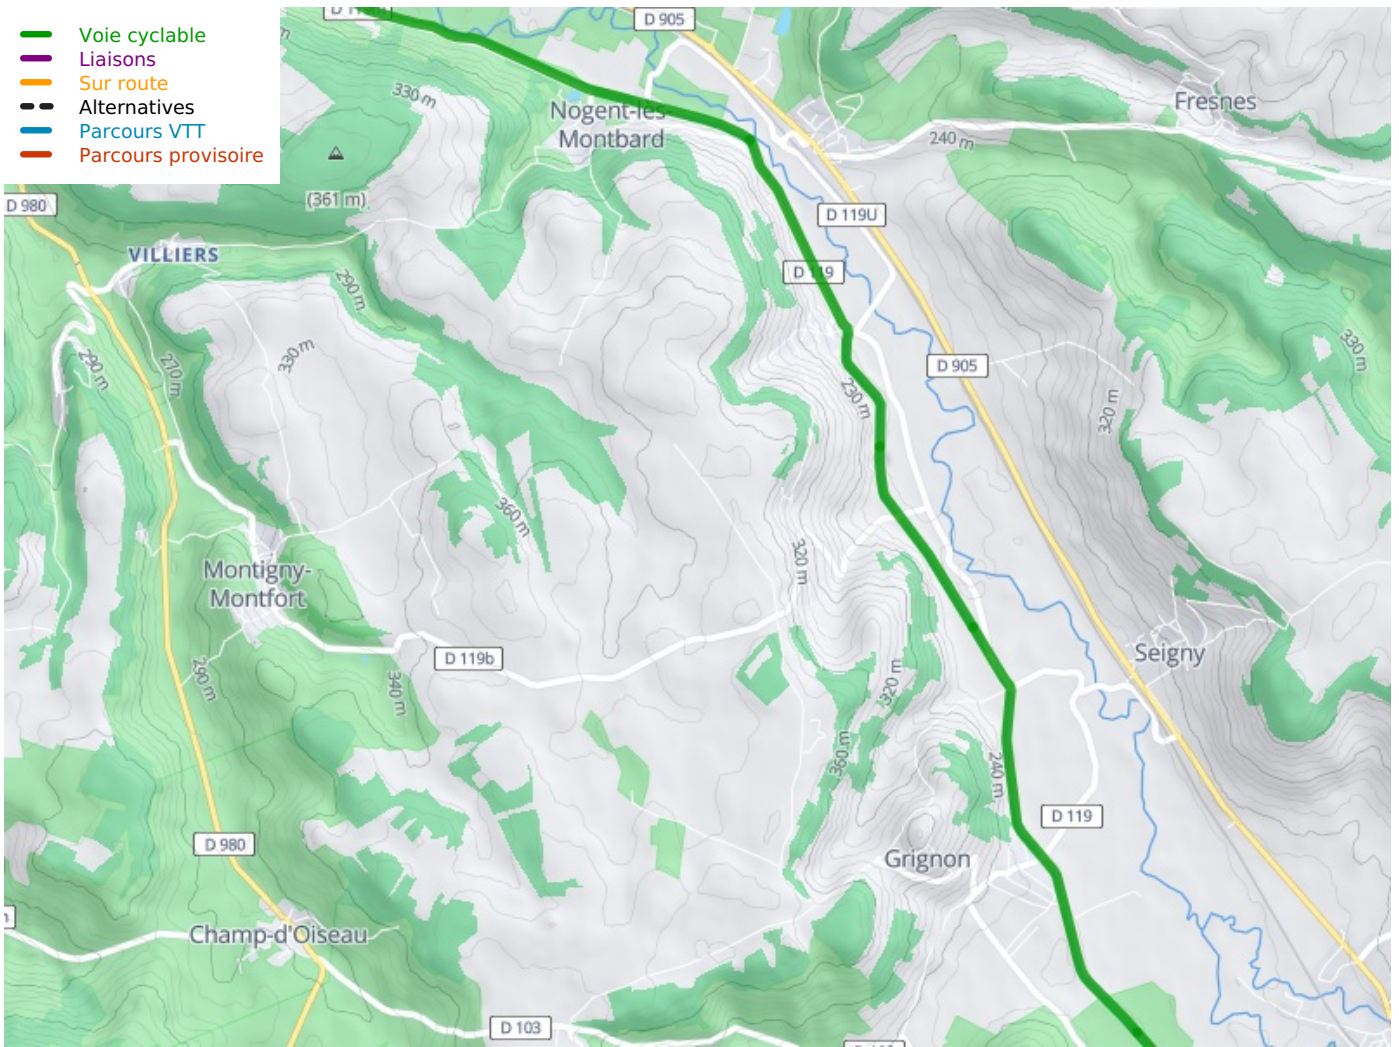 Voie cyclable
Liaisons
Sur route
Alternatives
Parcours VTT
Parcours provisoire
D 905
330 m
Nogent-lès-
Montbard
Fresnes
240 m
(361 m)
D 980
D 119U
VILLIERS
D 119
290 m
330 m
330 m
290 m
210 m
D 905
230 m
320 m
360 m
320 m
Montigny-
Montfort
D 119b
Seigny
290 m
340 m
320 m
360 m
240 m
D 119
D 980
Grignon
Champ-d'Oiseau
D 103